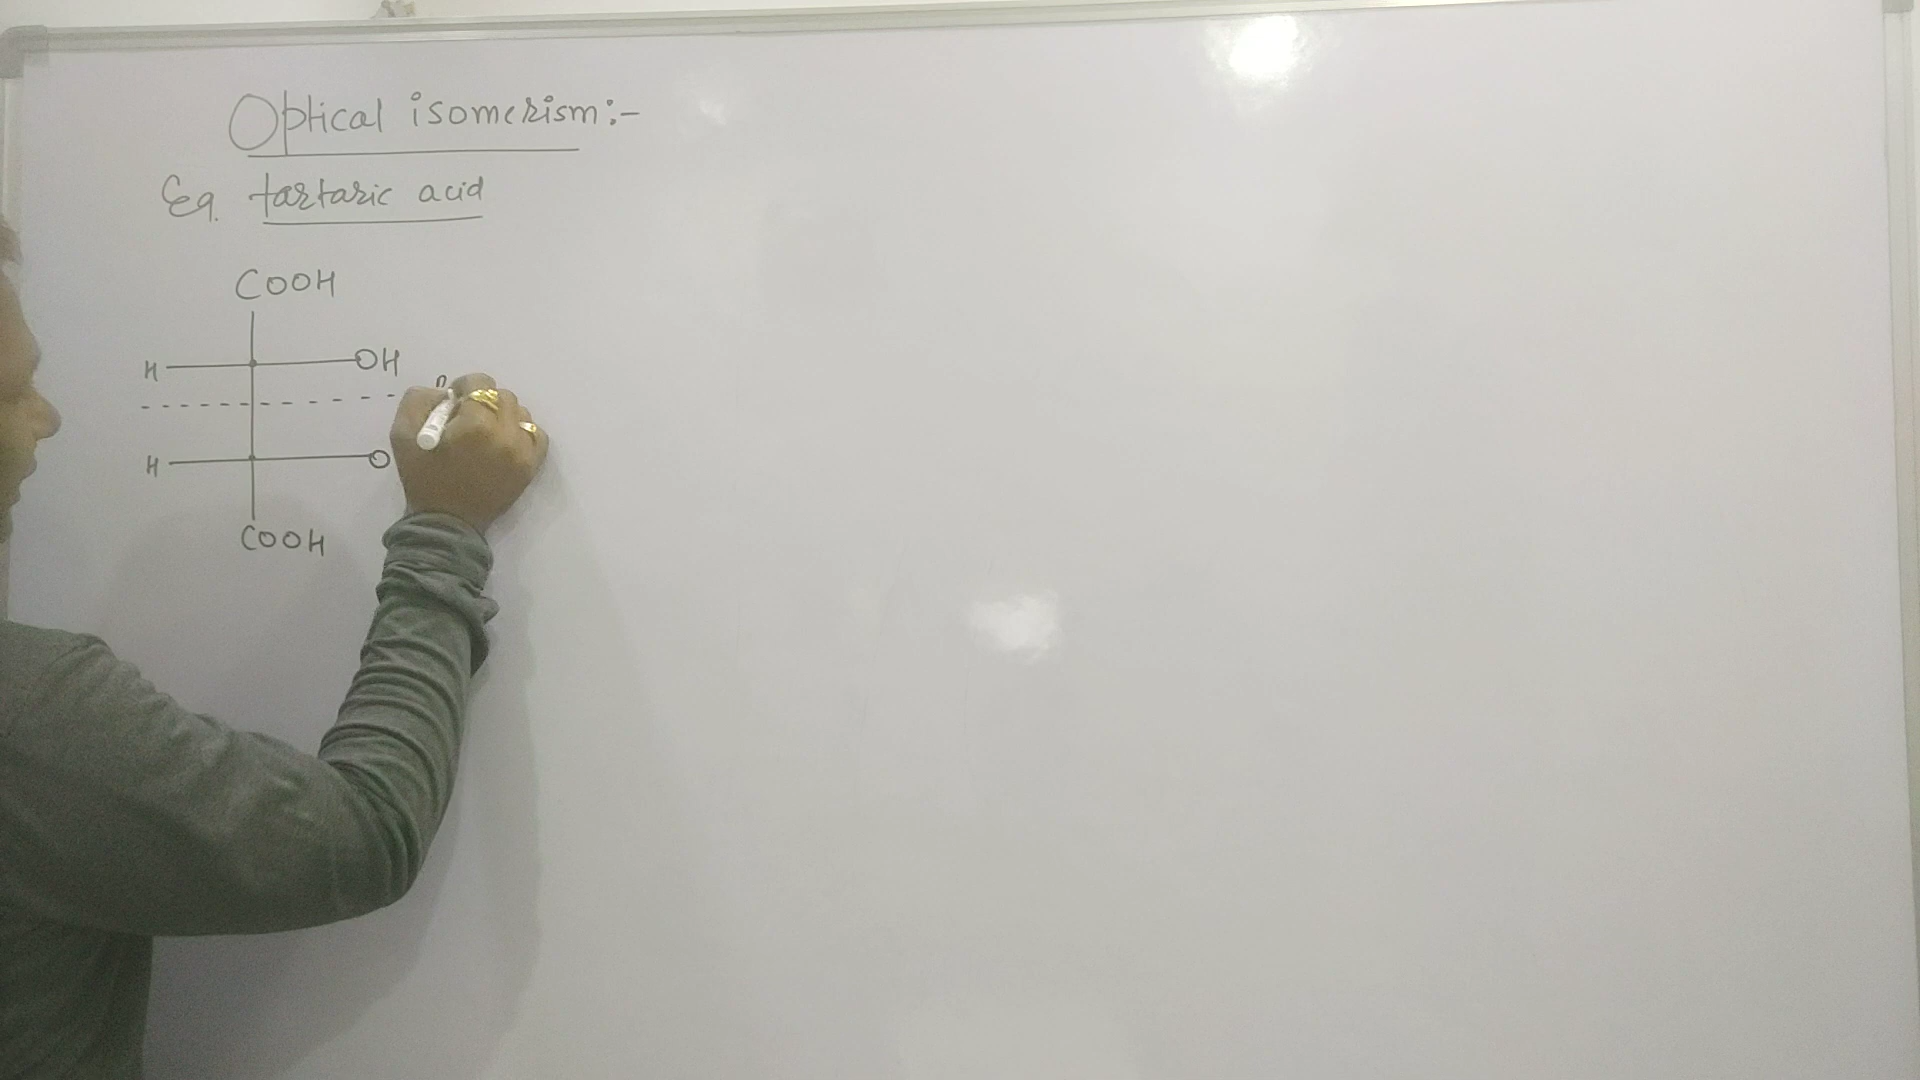 Optical isomerism :-
Eg. tartaric acid
COOH
H OH
H O
COOH